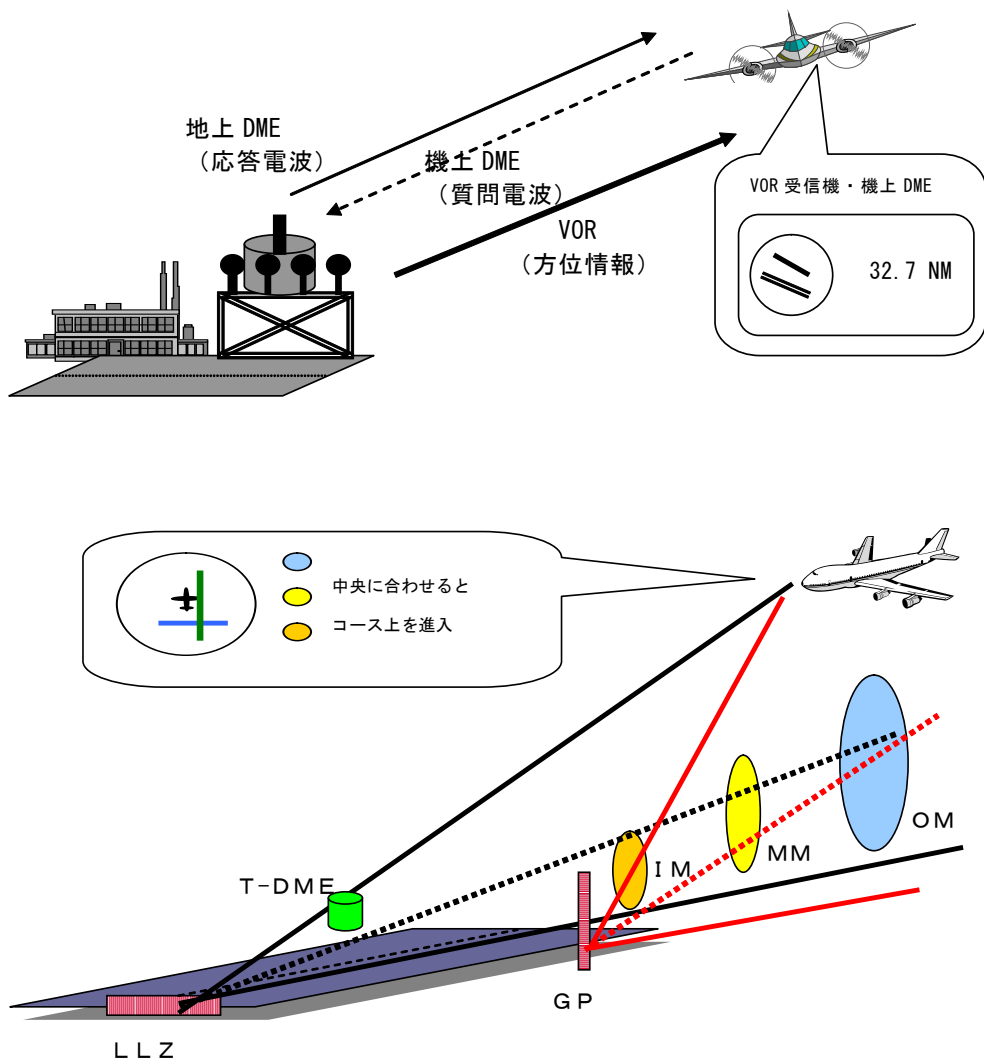 地上 DME
（応答電波）
機上 DME
（質問電波）
VOR
（方位情報）
VOR 受信機・機上 DME
32.7 NM
中央に合わせると
コース上を進入
ＯＭ
ＭＭ
ＩＭ
Ｔ-ＤＭＥ
ＧＰ
ＬＬＺ